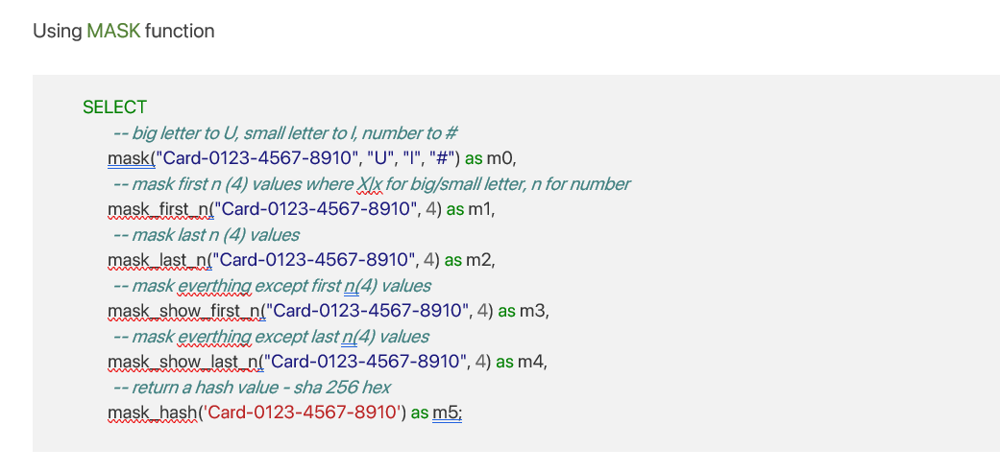 Using MASK function
SELECT
-- big letter to U, small letter to l, number to #
mask("Card-0123-4567-8910", "U", "l", "#") as m0,
-- mask first n (4) values where X|x for big/small letter, n for number
mask_first_n("Card-0123-4567-8910", 4) as m1,
-- mask last n (4) values
mask_last_n("Card-0123-4567-8910", 4) as m2,
-- mask everthing except first n(4) values
mask_show_first_n("Card-0123-4567-8910", 4) as m3,
-- mask everthing except last n(4) values
mask_show_last_n("Card-0123-4567-8910", 4) as m4,
-- return a hash value - sha 256 hex
mask_hash('Card-0123-4567-8910') as m5;